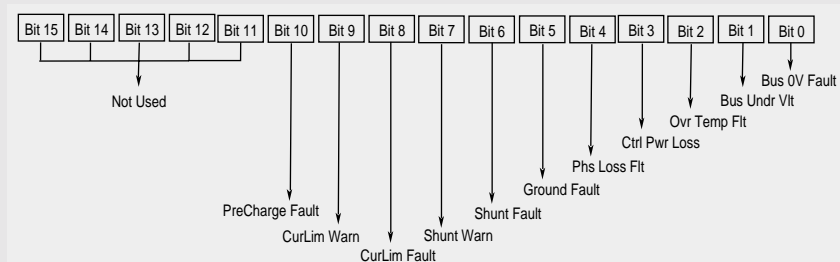 Bit 15 Bit 14 Bit 13 Bit 12 Bit 11 Bit 10 Bit 9 Bit 8 Bit 7 Bit 6 Bit 5 Bit 4 Bit 3 Bit 2 Bit 1 Bit 0
Bus 0V Fault
Not Used
Bus Undr Vlt
Ovr Temp Flt
Ctrl Pwr Loss
Phs Loss Flt
Ground Fault
PreCharge Fault
Shunt Fault
CurLim Warn
Shunt Warn
CurLim Fault